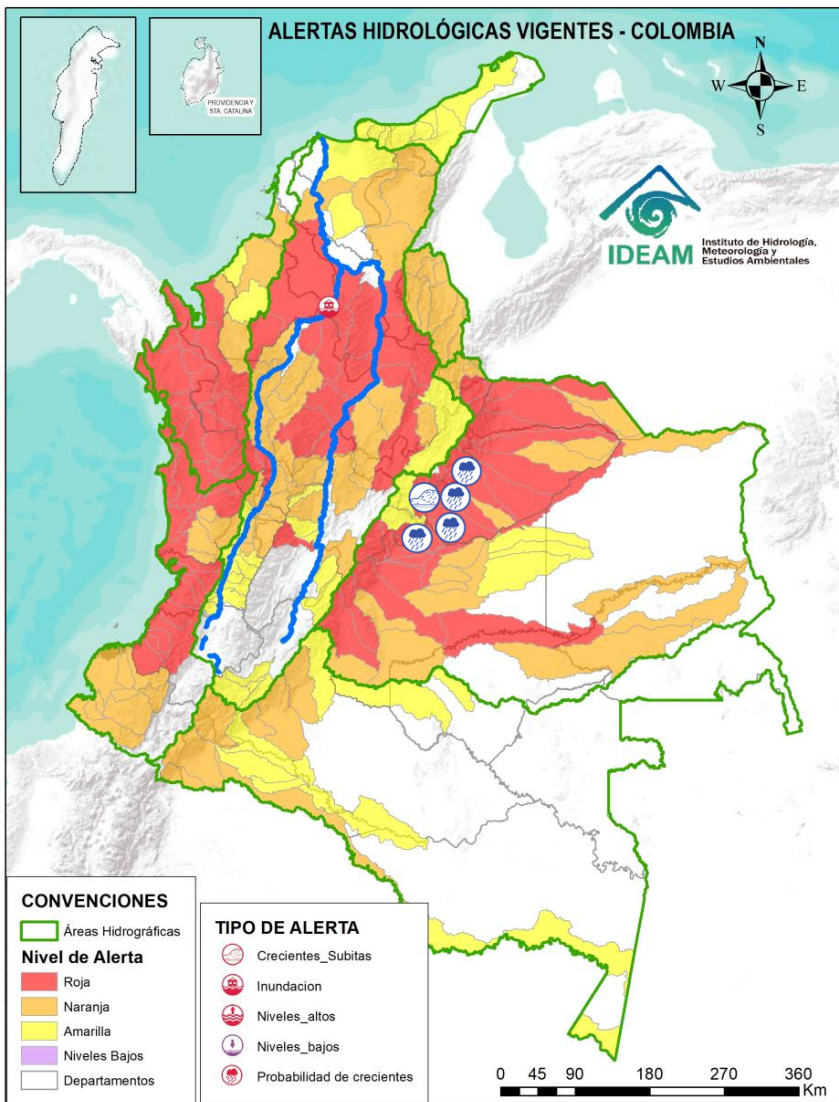 ALERTAS HIDROLÓGICAS VIGENTES - COLOMBIA
PROVIDENCIA Y
STA. CATALINA
N
W
E
S
IDEAM
Instituto de Hidrología,
Meteorología y
Estudios Ambientales
CONVENCIONES
Áreas Hidrográficas
Nivel de Alerta
Roja
Naranja
Amarilla
Niveles Bajos
Departamentos
TIPO DE ALERTA
Crecientes_Subitas
Inundacion
Niveles_altos
Niveles_bajos
Probabilidad de crecientes
0 45 90 180 270 360
Km